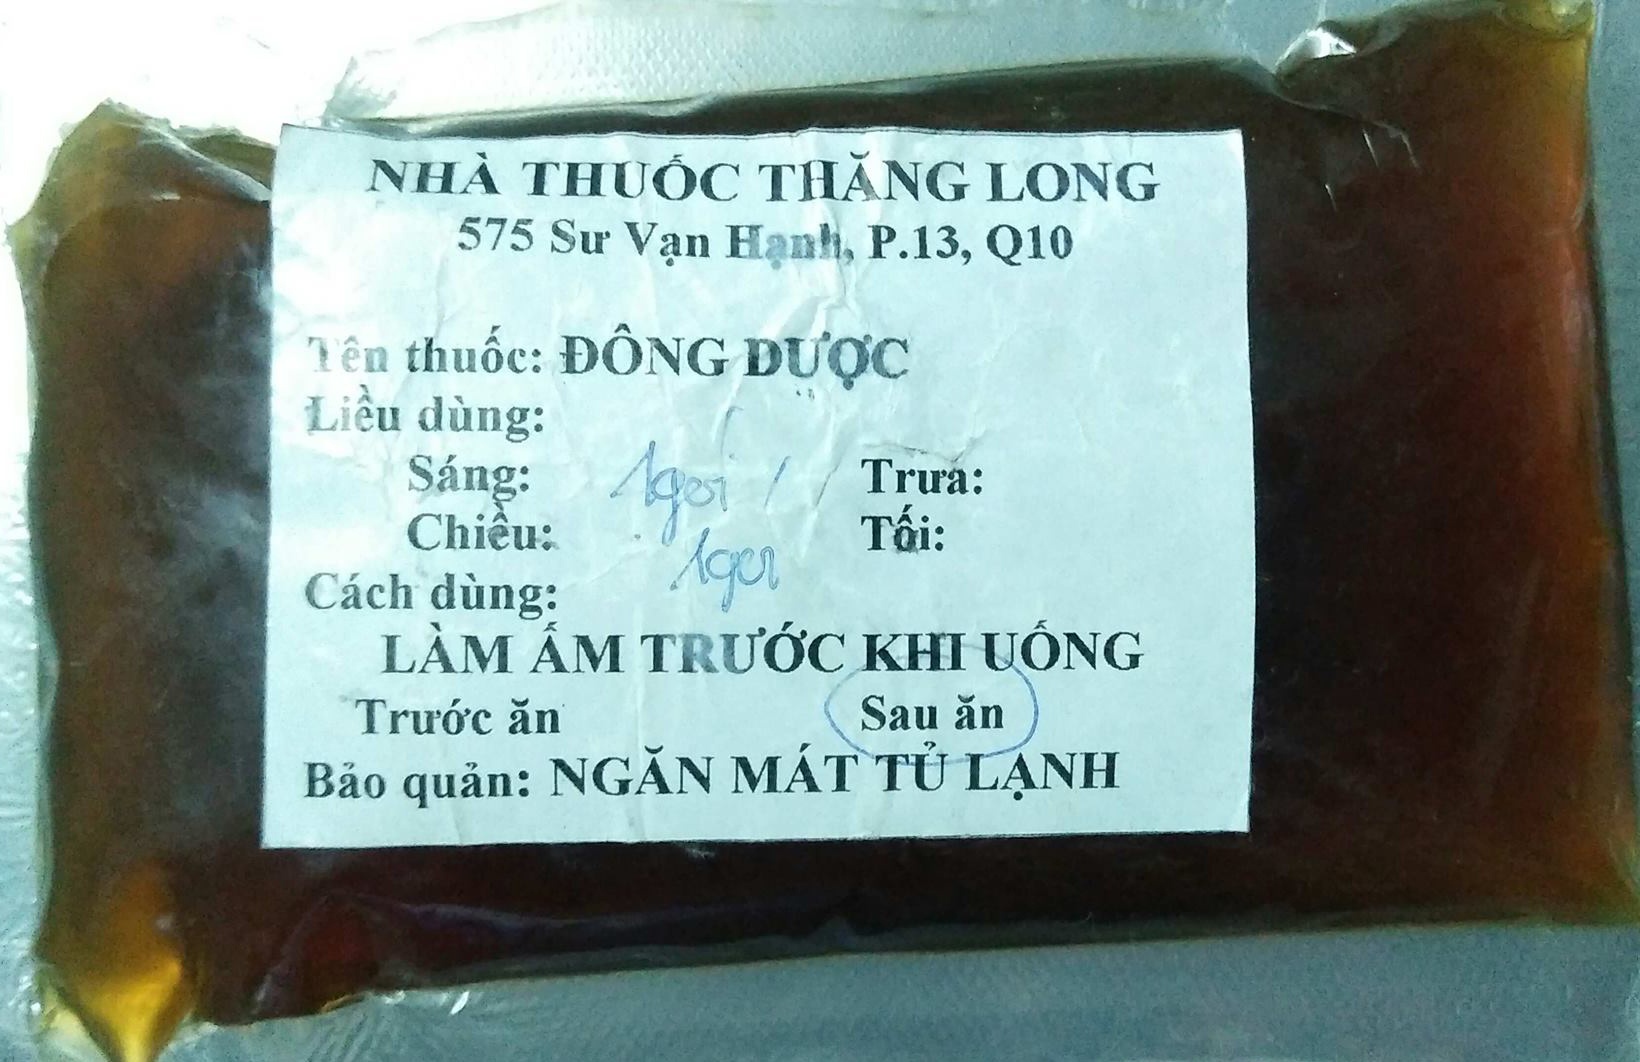 NHÀ THUỐC THĂNG LONG
575 Sư Vạn Hạnh, P.13, Q10
Tên thuốc: ĐÔNG DƯỢC
Liều dùng:
Sáng: 1gói Trưa:
Chiều: 1gói Tối:
Cách dùng:
LÀM ẤM TRƯỚC KHI UỐNG
Trước ăn Sau ăn
Bảo quản: NGĂN MÁT TỦ LẠNH